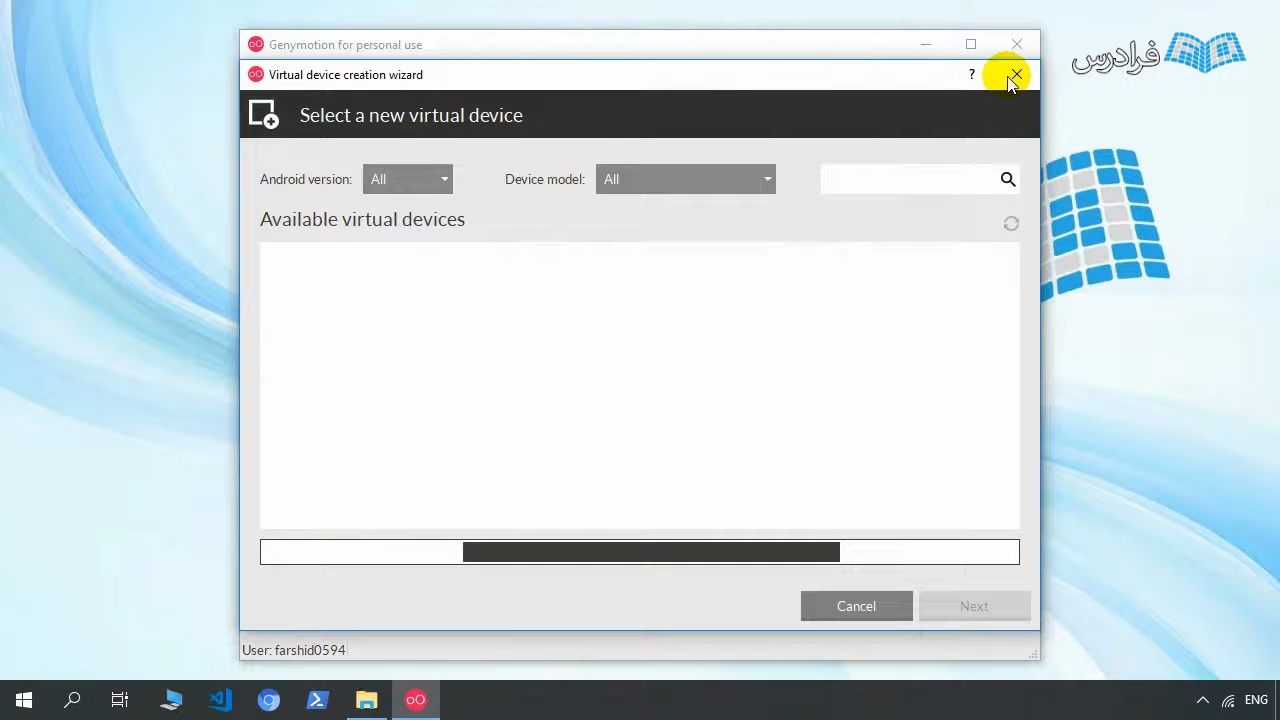 Genymotion for personal use
Virtual device creation wizard
?
فرادرس
Select a new virtual device
Android version:
All
Device model:
All
Available virtual devices
Cancel
Next
User: farshid0594
ENG